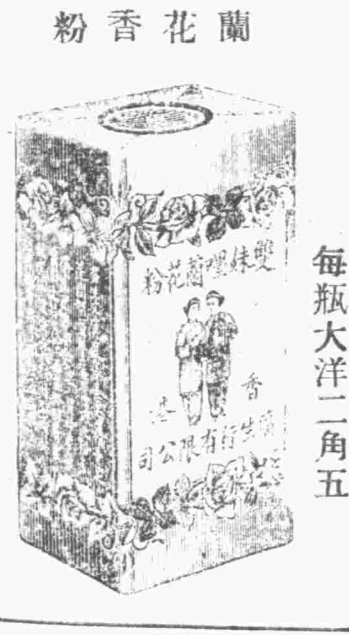 蘭花香粉
雙妹嚜蘭花粉
香港
廣生行有限公司
每瓶大洋二角五